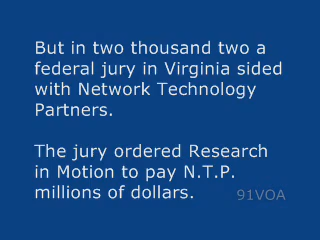 But in two thousand two a
federal jury in Virginia sided
with Network Technology
Partners.
The jury ordered Research
in Motion to pay N.T.P.
millions of dollars.
91VOA